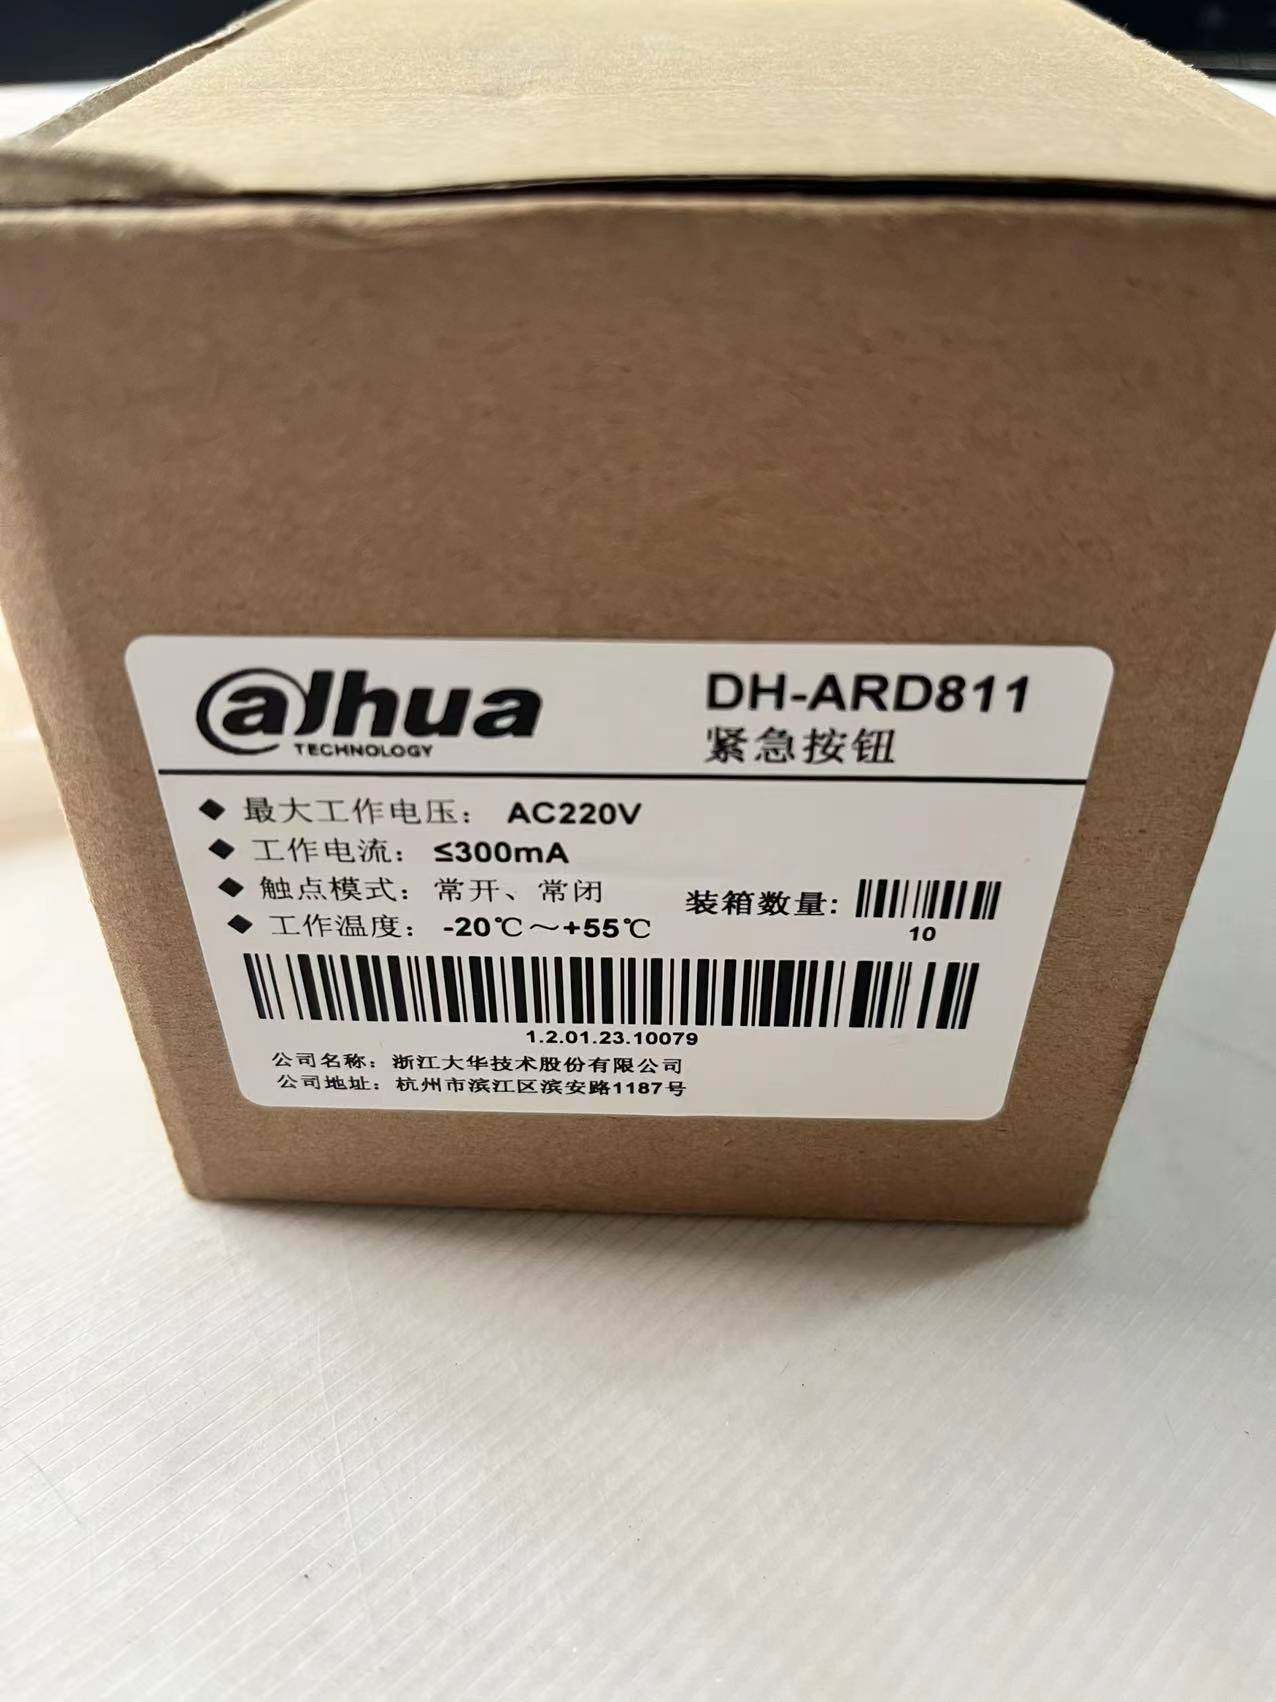 alhua
TECHNOLOGY
DH-ARD811
紧急按钮
◆ 最大工作电压： AC220V
◆ 工作电流： ≤300mA
◆ 触点模式： 常开、常闭
◆ 工作温度： -20℃～+55℃
装箱数量:
10
1.2.01.23.10079
公司名称： 浙江大华技术股份有限公司
公司地址： 杭州市滨江区滨安路1187号